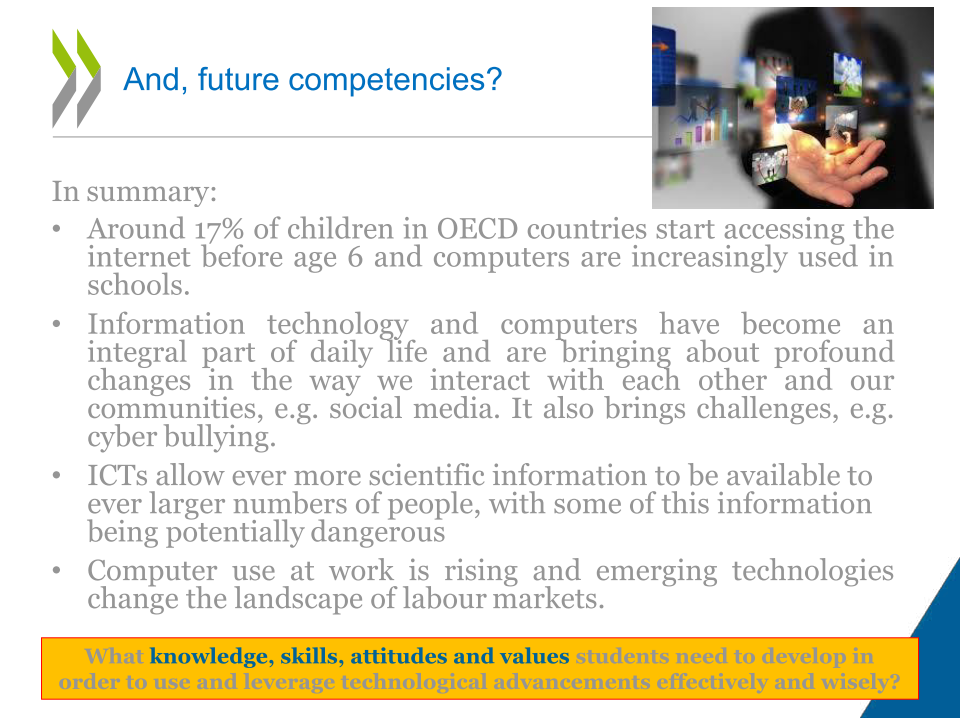 And, future competencies?
In summary:
• Around 17% of children in OECD countries start accessing the
internet before age 6 and computers are increasingly used in
schools.
• Information technology and computers have become an
integral part of daily life and are bringing about profound
changes in the way we interact with each other and our
communities, e.g. social media. It also brings challenges, e.g.
cyber bullying.
• ICTs allow ever more scientific information to be available to
ever larger numbers of people, with some of this information
being potentially dangerous
• Computer use at work is rising and emerging technologies
change the landscape of labour markets.
What knowledge, skills, attitudes and values students need to develop in
order to use and leverage technological advancements effectively and wisely?